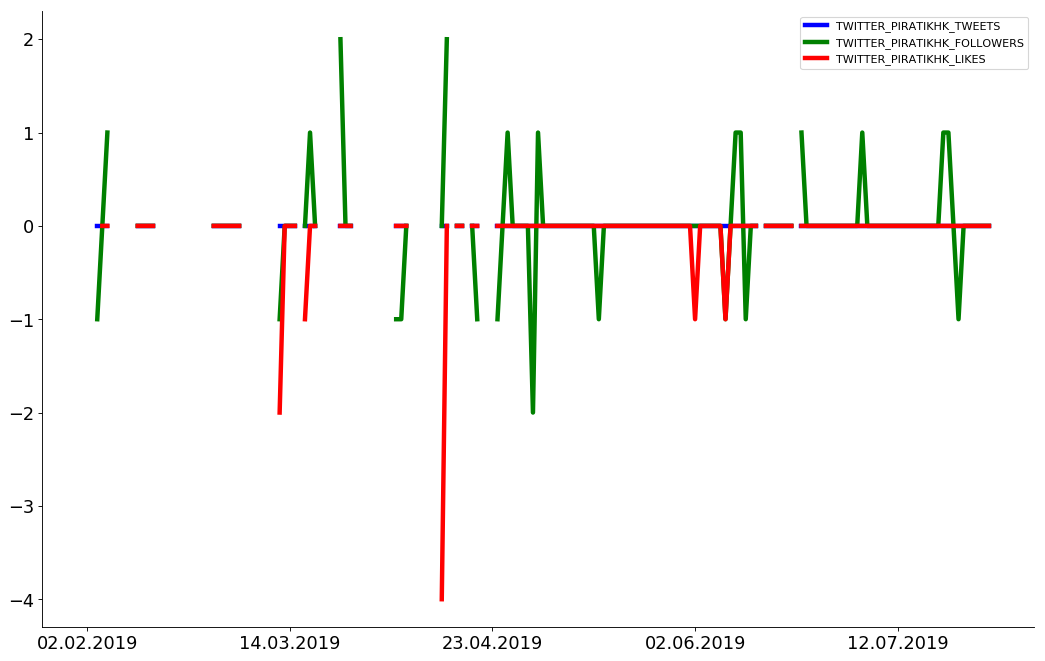 TWITTER_PIRATIKHK_TWEETS
TWITTER_PIRATIKHK_FOLLOWERS
TWITTER_PIRATIKHK_LIKES
2
1
0
−1
−2
−3
−4
02.02.2019 14.03.2019 23.04.2019 02.06.2019 12.07.2019